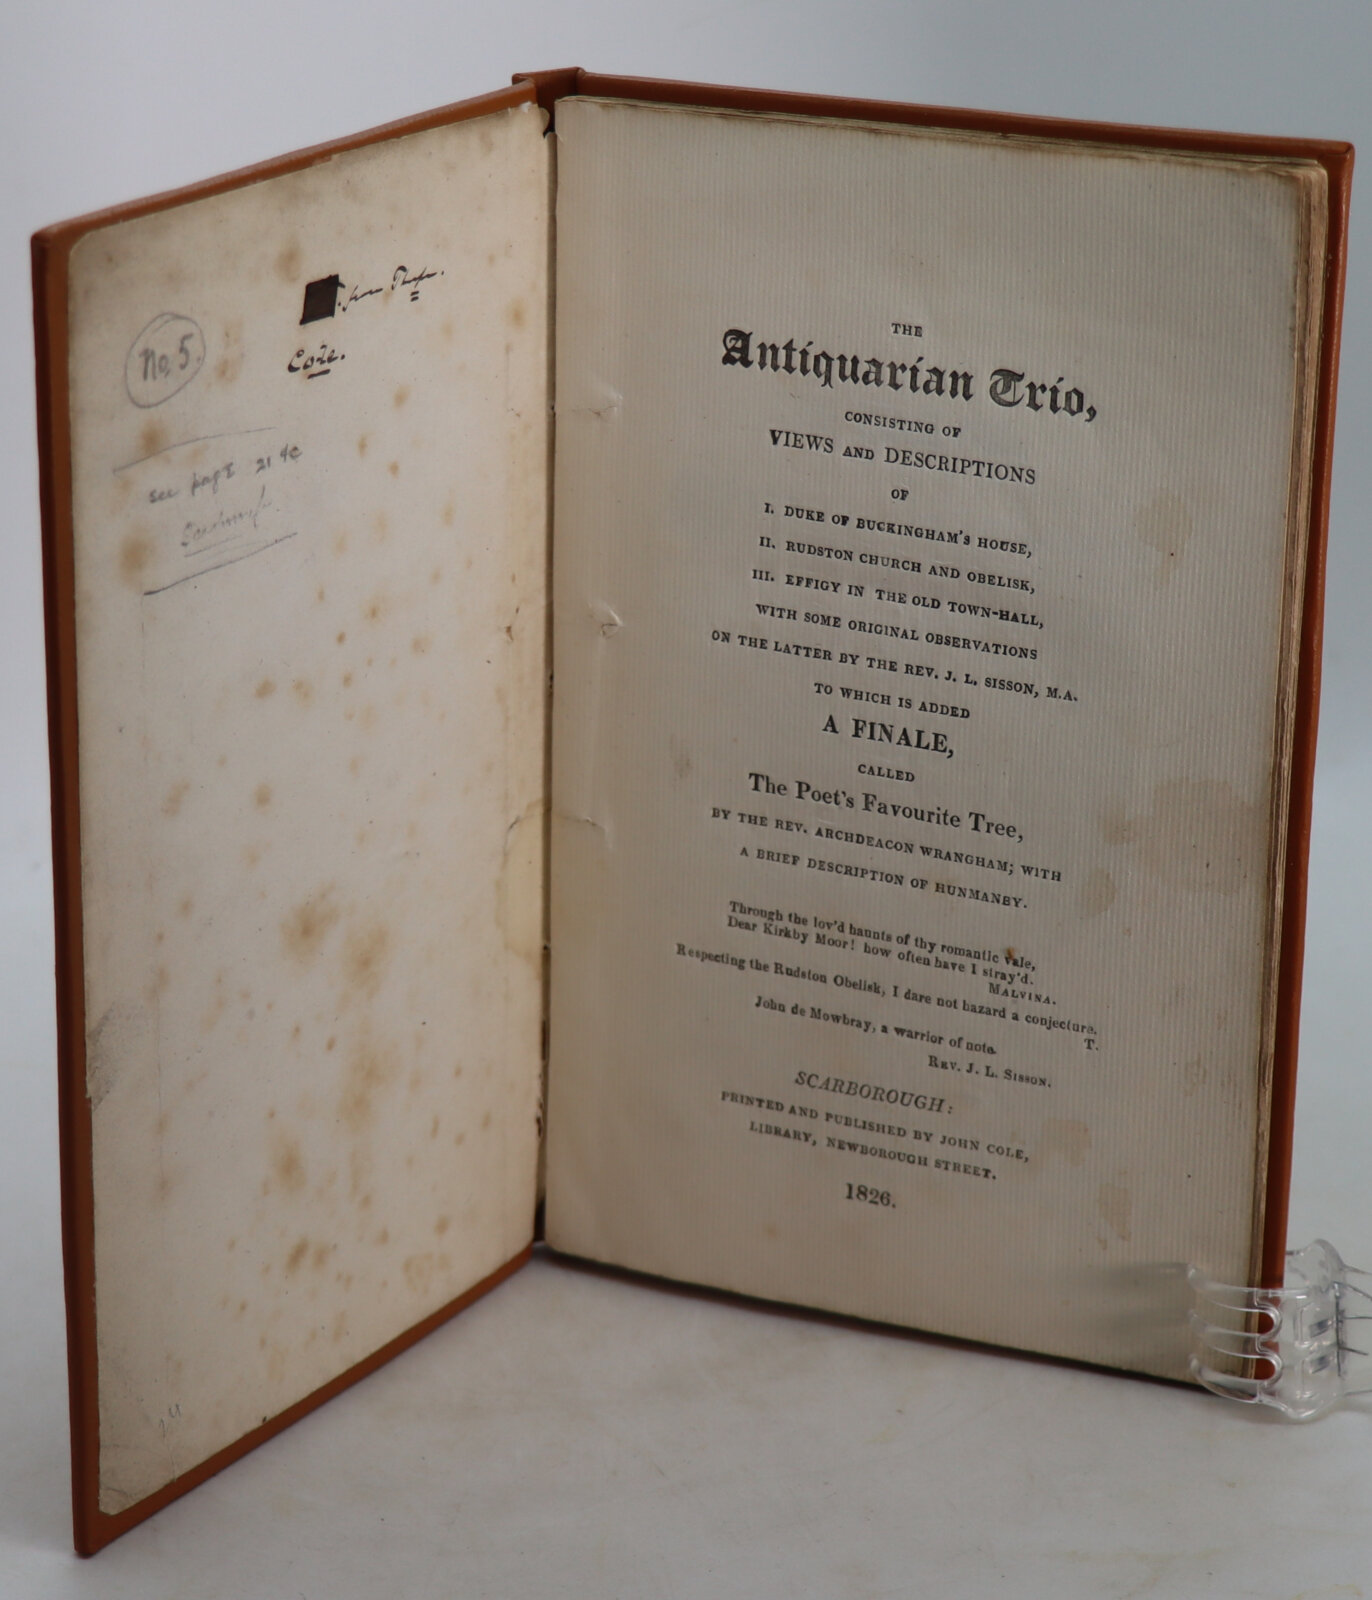 No 5.
Cole.
see page 21 &c
THE
Antiquarian Trio,
CONSISTING OF
VIEWS AND DESCRIPTIONS
OF
I. DUKE OF BUCKINGHAM'S HOUSE,
II. RUDSTON CHURCH AND OBELISK,
III. EFFIGY IN THE OLD TOWN-HALL,
WITH SOME ORIGINAL OBSERVATIONS
ON THE LATTER BY THE REV. J. L. SISSON, M.A.
TO WHICH IS ADDED
A FINALE,
CALLED
The Poet's Favourite Tree,
BY THE REV. ARCHDEACON WRANGHAM; WITH
A BRIEF DESCRIPTION OF HUNMANBY.
Through the lov'd haunts of thy romantic vale,
Dear Kirkby Moor! how often have I stray'd.
MALVINA.
Respecting the Rudston Obelisk, I dare not hazard a conjecture.
T.
John de Mowbray, a warrior of note.
REV. J. L. SISSON.
SCARBOROUGH:
PRINTED AND PUBLISHED BY JOHN COLE,
LIBRARY, NEWBOROUGH STREET.
1826.